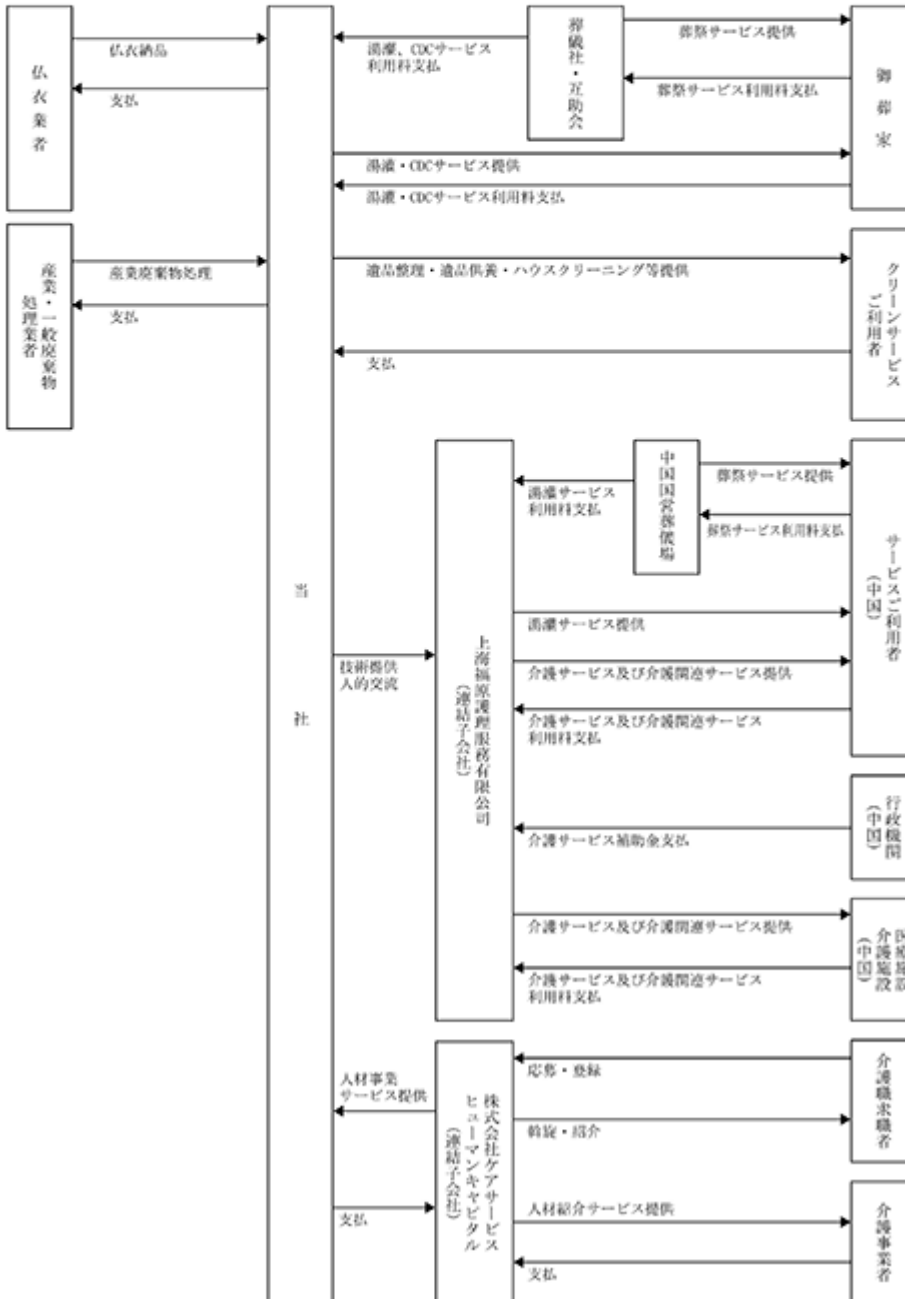 仏衣業者
仏衣納品
支払
湯灌、CDCサービス
利用料支払
葬儀社・互助会
葬祭サービス提供
葬祭サービス利用料支払
御葬家
湯灌・CDCサービス提供
湯灌・CDCサービス利用料支払
産業・一般廃棄物
処理業者
産業廃棄物処理
支払
遺品整理・遺品供養・ハウスクリーニング等提供
支払
クリーンサービス
ご利用者
当社
技術提供
人的交流
上海福原護理服務有限公司
(連結子会社)
湯灌サービス
利用料支払
中国国営葬儀場
葬祭サービス提供
葬祭サービス利用料支払
サービスご利用者
(中国)
湯灌サービス提供
介護サービス及び介護関連サービス提供
介護サービス及び介護関連サービス
利用料支払
介護サービス補助金支払
行政機関
(中国)
介護サービス及び介護関連サービス提供
介護サービス及び介護関連サービス
利用料支払
医療施設
介護施設
(中国)
人材事業
サービス提供
支払
株式会社ケアサービス
ヒューマンキャピタル
(連結子会社)
応募・登録
斡旋・紹介
介護職求職者
人材紹介サービス提供
支払
介護事業者